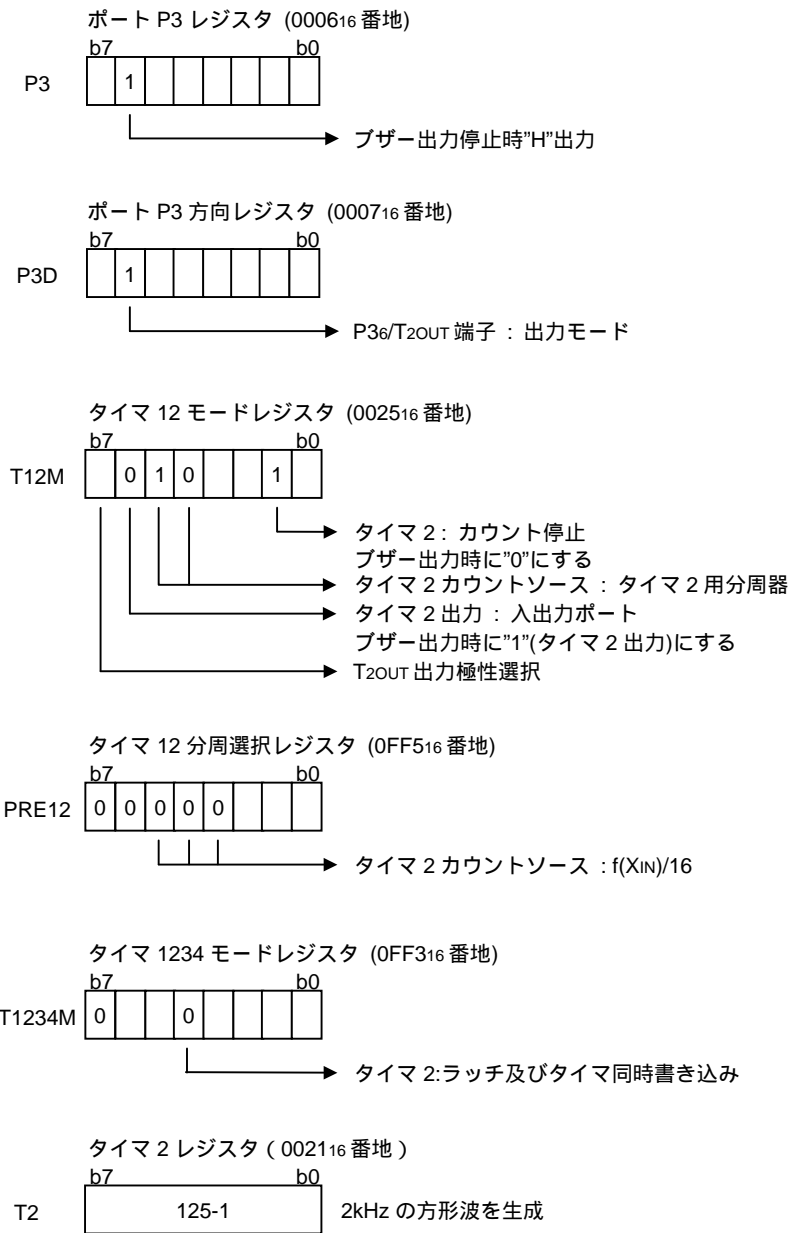 ポート P3 レジスタ (000616 番地)
b7 b0
P3 1
ブザー出力停止時"H"出力
ポート P3 方向レジスタ (000716 番地)
b7 b0
P3D 1
P36/T2OUT 端子 : 出力モード
タイマ 12 モードレジスタ (002516 番地)
b7 b0
T12M 0 1 0 1
タイマ 2 : カウント停止
ブザー出力時に"0"にする
タイマ 2 カウントソース : タイマ 2 用分周器
タイマ 2 出力 : 入出力ポート
ブザー出力時に"1"(タイマ 2 出力)にする
T2OUT 出力極性選択
タイマ 12 分周選択レジスタ (0FF516 番地)
b7 b0
PRE12 0 0 0 0 0
タイマ 2 カウントソース : f(XIN)/16
タイマ 1234 モードレジスタ (0FF316 番地)
b7 b0
T1234M 0 0
タイマ 2:ラッチ及びタイマ同時書き込み
タイマ 2 レジスタ ( 002116 番地 )
b7 b0
T2 125-1 2kHz の方形波を生成